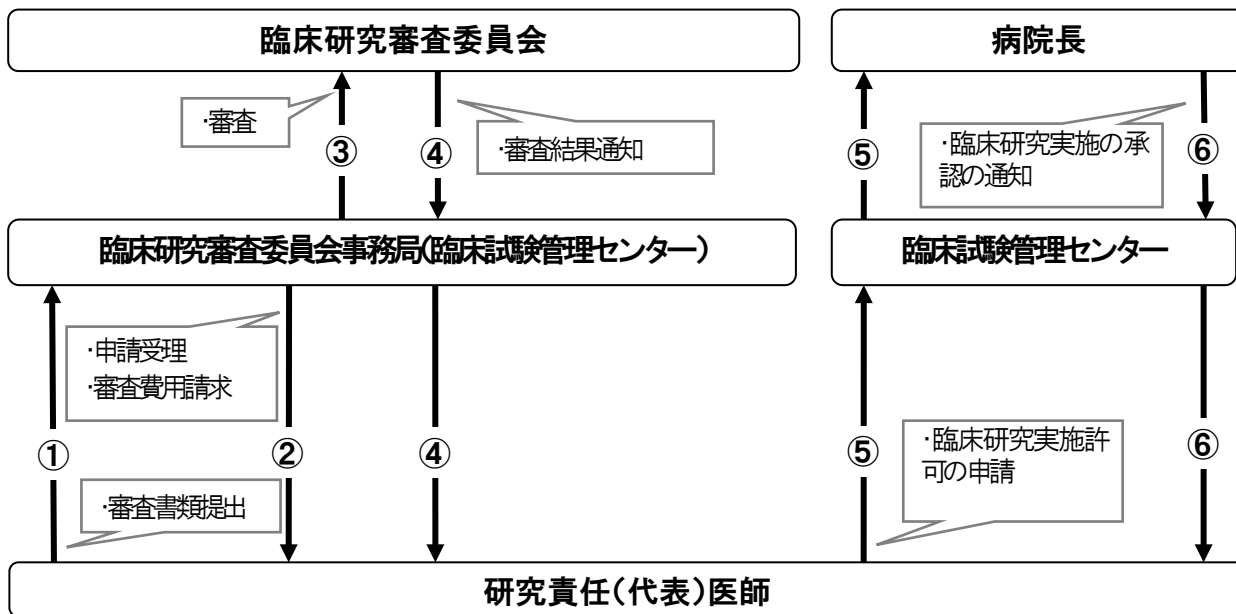 臨床研究審査委員会
病院長
・審査
③
④
・審査結果通知
⑤
・臨床研究実施の承
認の通知
⑥
臨床研究審査委員会事務局(臨床試験管理センター)
臨床試験管理センター
・申請受理
・審査費用請求
①
②
④
・審査書類提出
⑤
・臨床研究実施許
可の申請
⑥
研究責任(代表)医師